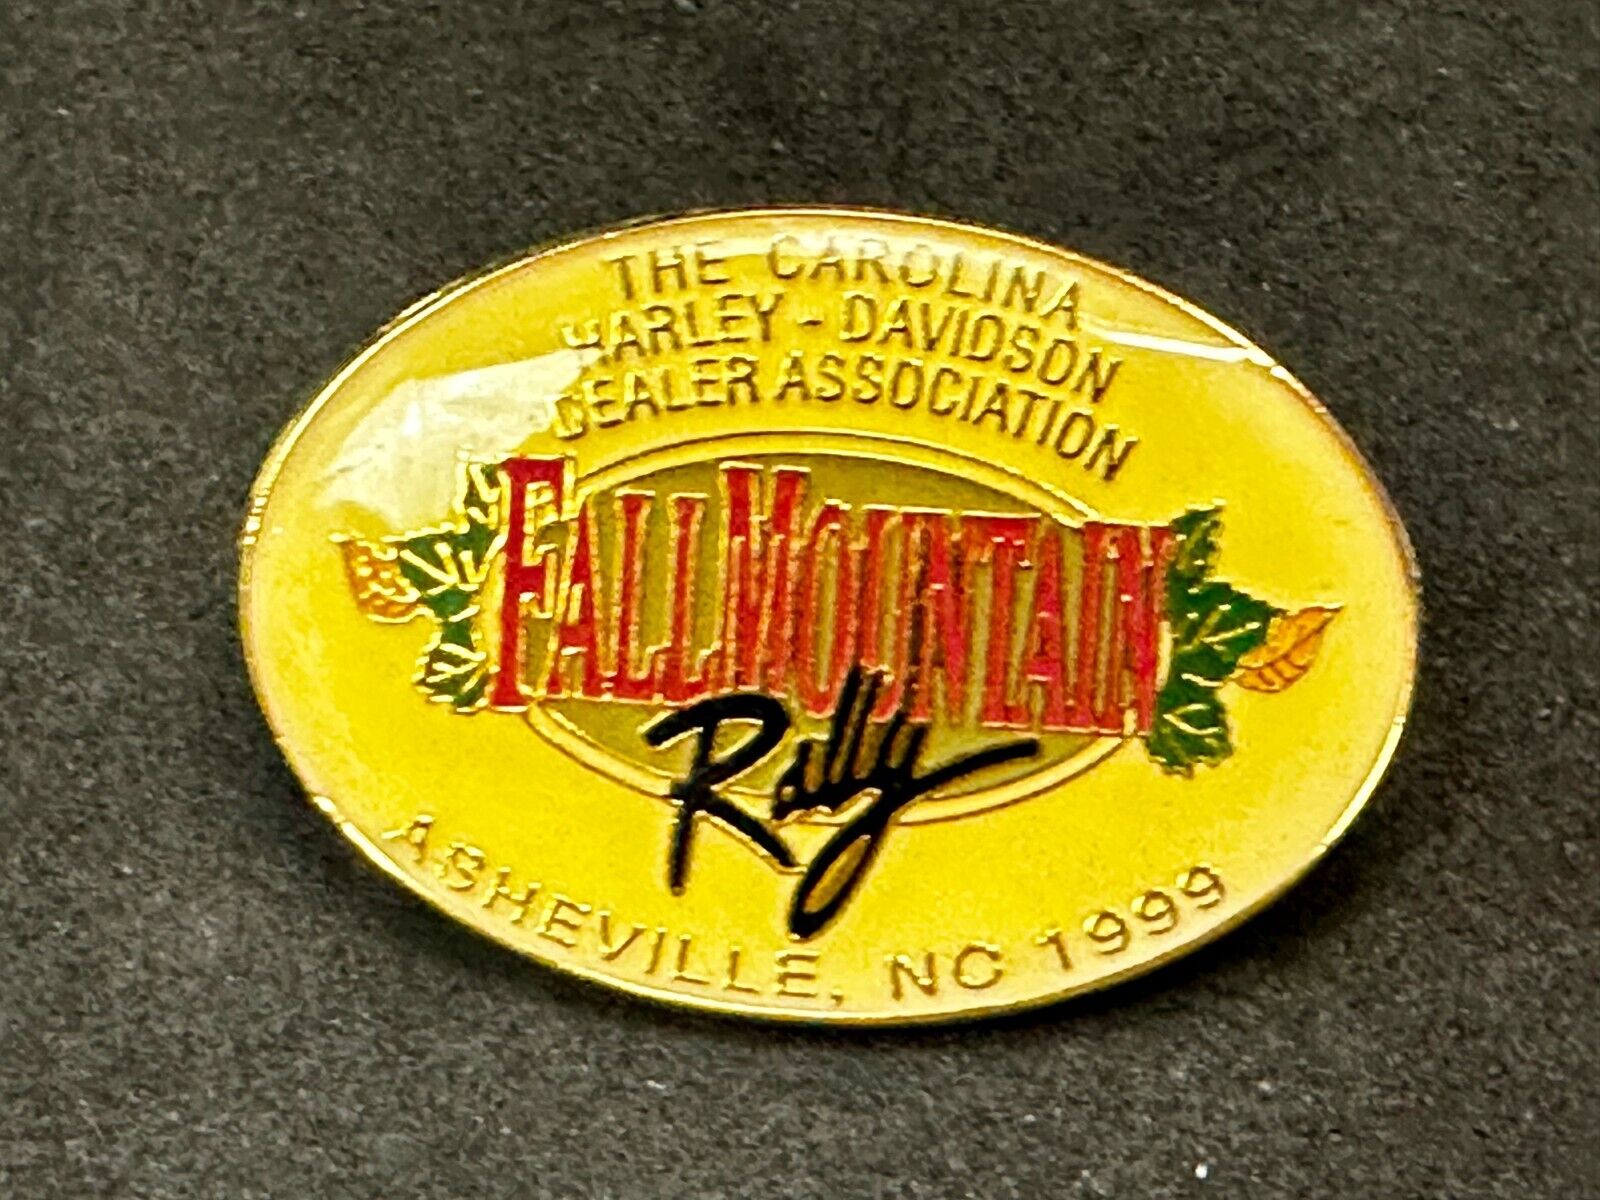 THE CAROLINA
HARLEY-DAVIDSON
DEALER ASSOCIATION
FALL MOUNTAIN
Rally
ASHEVILLE, NC 1999